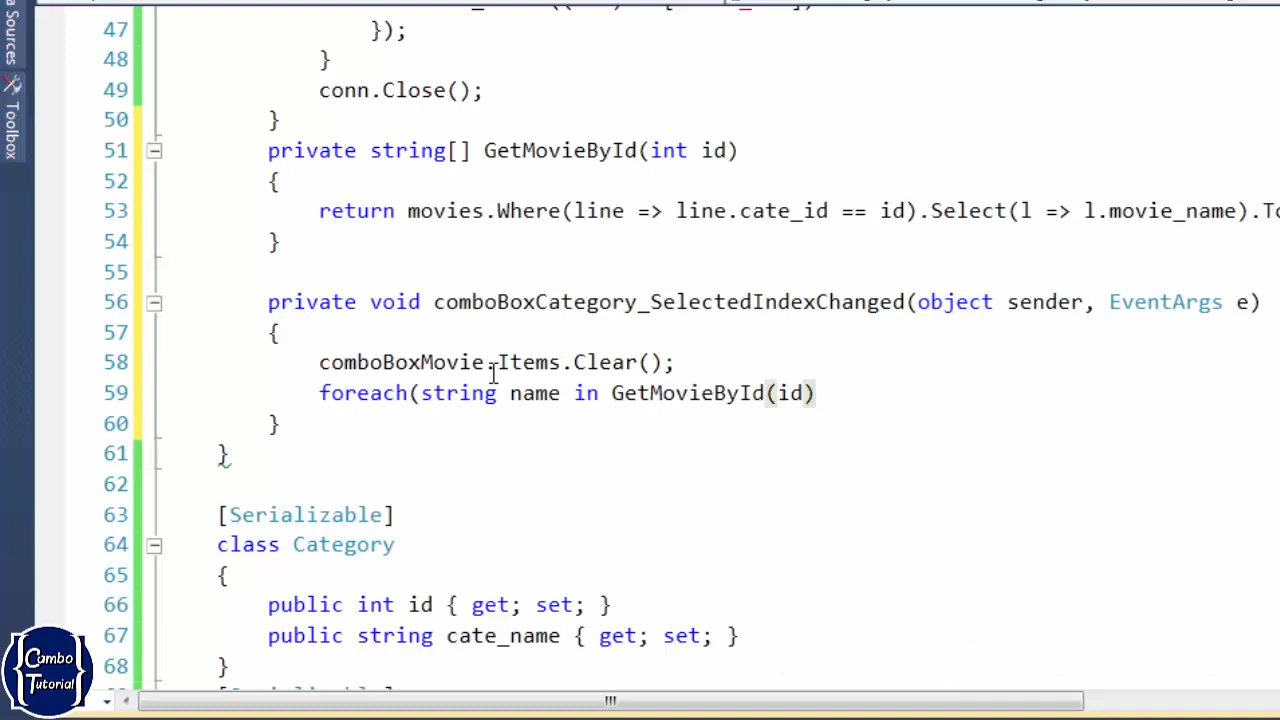 a Sources
Toolbox
47 });
48 }
49 conn.Close();
50 }
51 private string[] GetMovieById(int id)
52 {
53 return movies.Where(line => line.cate_id == id).Select(l => l.movie_name).To
54 }
55
56 private void comboBoxCategory_SelectedIndexChanged(object sender, EventArgs e)
57 {
58 comboBoxMovie.Items.Clear();
59 foreach(string name in GetMovieById(id)
60 }
61 }
62
63 [Serializable]
64 class Category
65 {
66 public int id { get; set; }
67 public string cate_name { get; set; }
68 }
Cambo
Tutorial